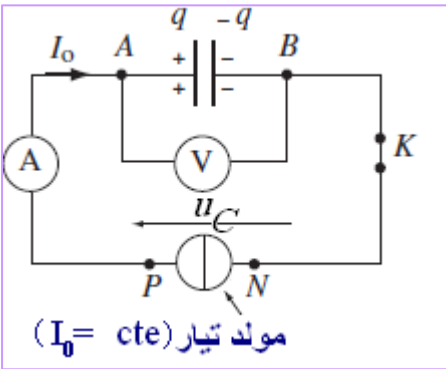 q −q
I₀ A B
+ −
+ −
A V K
u_C
P N
مولد تيار (I₀= cte)